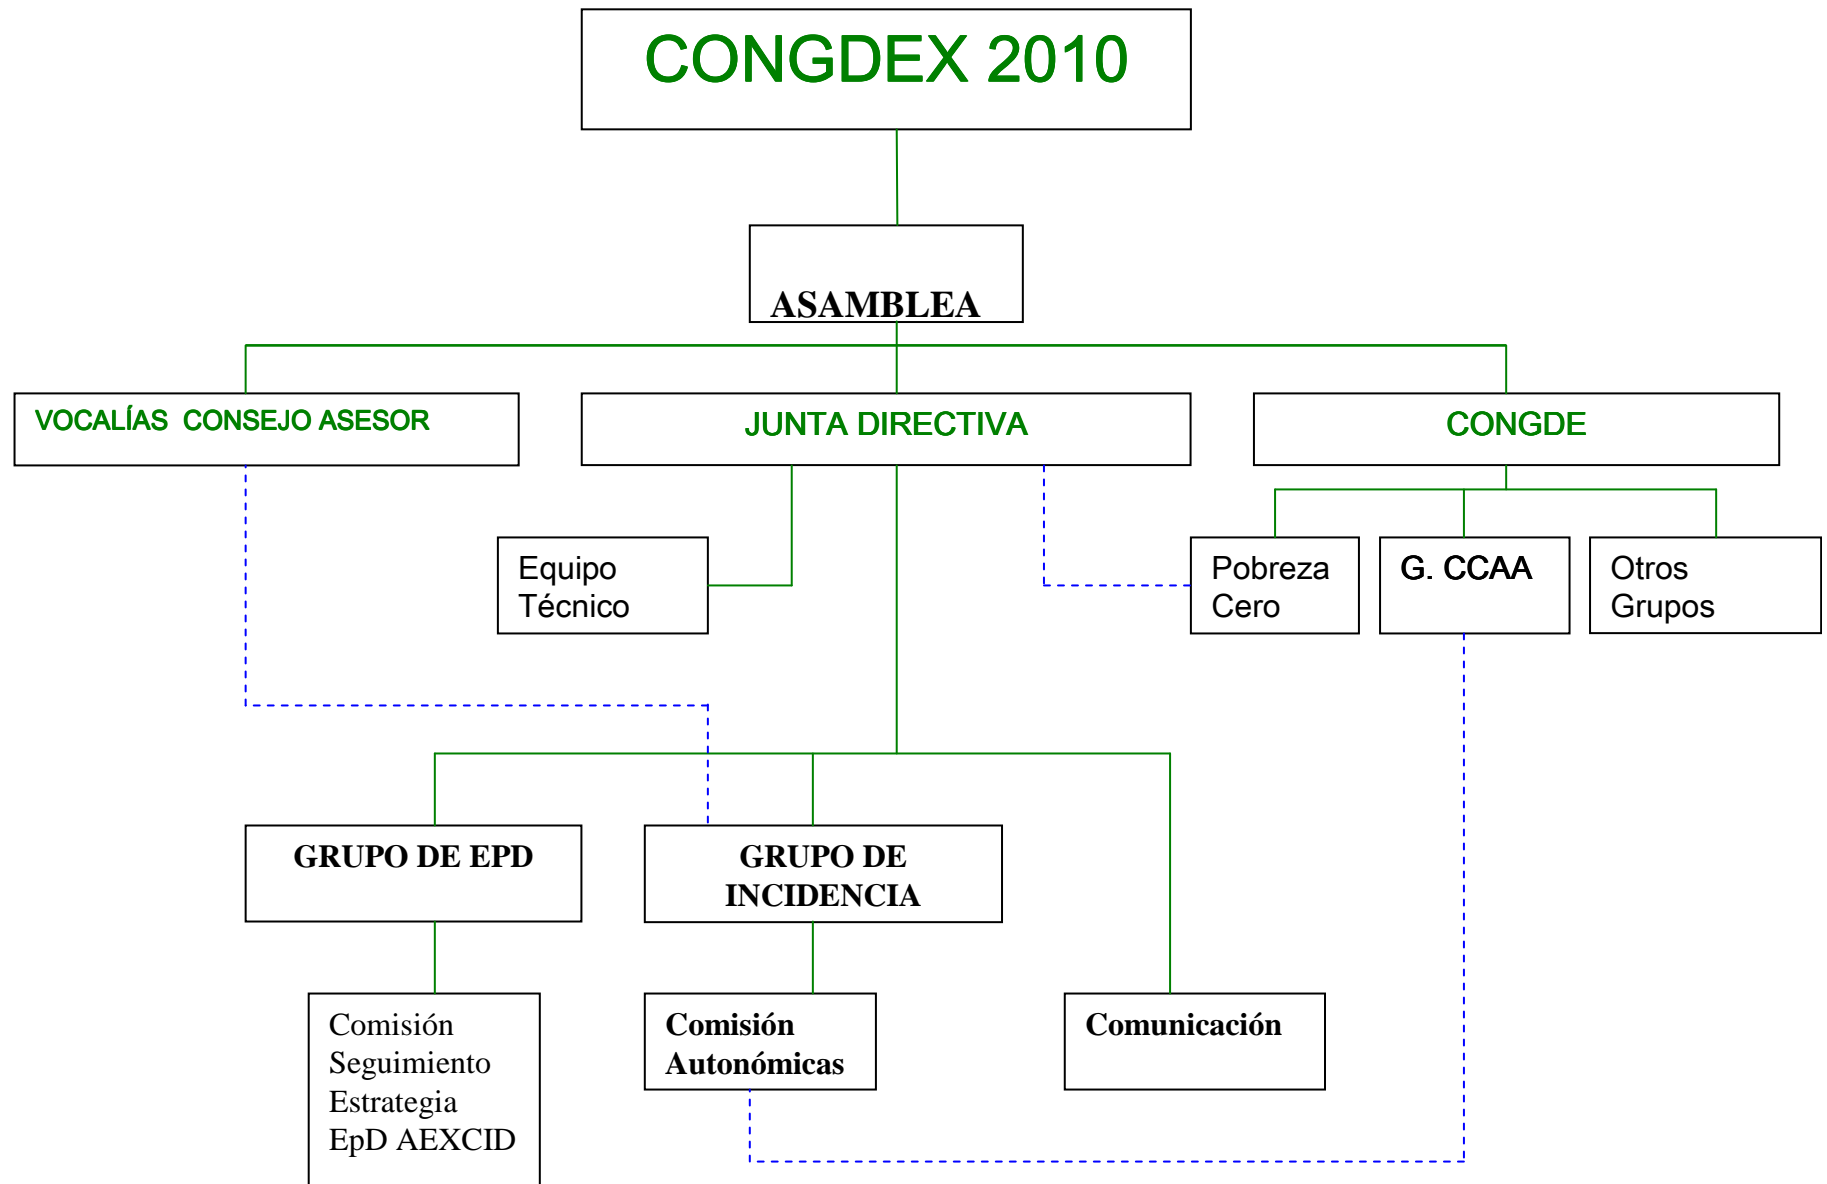 CONGDEX 2010
ASAMBLEA
VOCALÍAS  CONSEJO ASESOR
JUNTA DIRECTIVA
CONGDE
Equipo
Técnico
Pobreza
Cero
G. CCAA
Otros
Grupos
GRUPO DE EPD
GRUPO DE
INCIDENCIA
Comisión
Seguimiento
Estrategia
EpD AEXCID
Comisión
Autonómicas
Comunicación